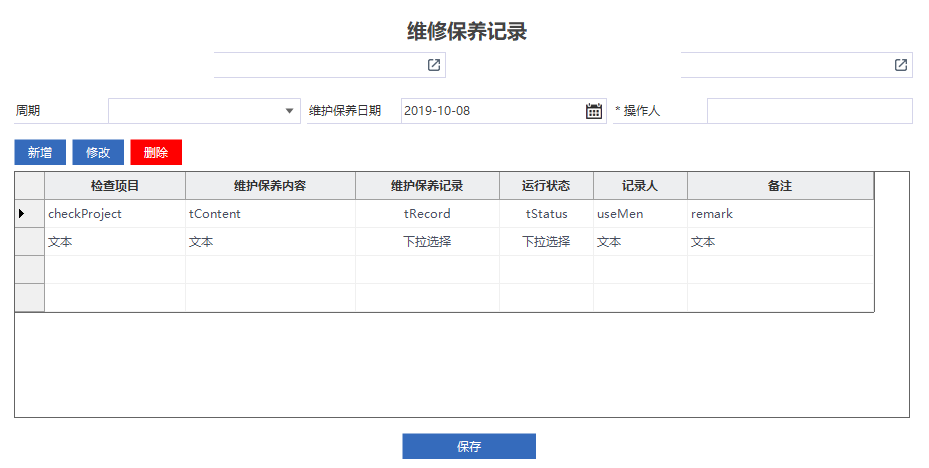 维修保养记录
周期 维护保养日期 2019-10-08 * 操作人
新增 修改 删除
检查项目 维护保养内容 维护保养记录 运行状态 记录人 备注
checkProject tContent tRecord tStatus useMen remark
文本 文本 下拉选择 下拉选择 文本 文本
保存